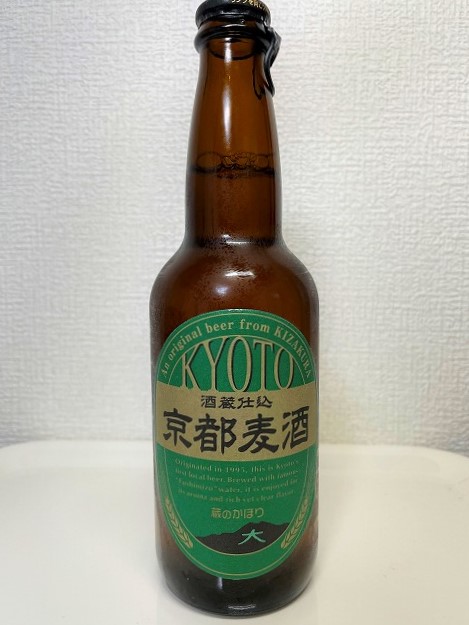 An original beer from KIZAKURA
KYOTO
酒蔵仕込
京都麦酒
Originated in 1995, this is Kyoto's
first local beer. Brewed with famous
"Fushimizu" water, it is enjoyed for
its aroma and rich yet clear flavor.
蔵のかほり
大